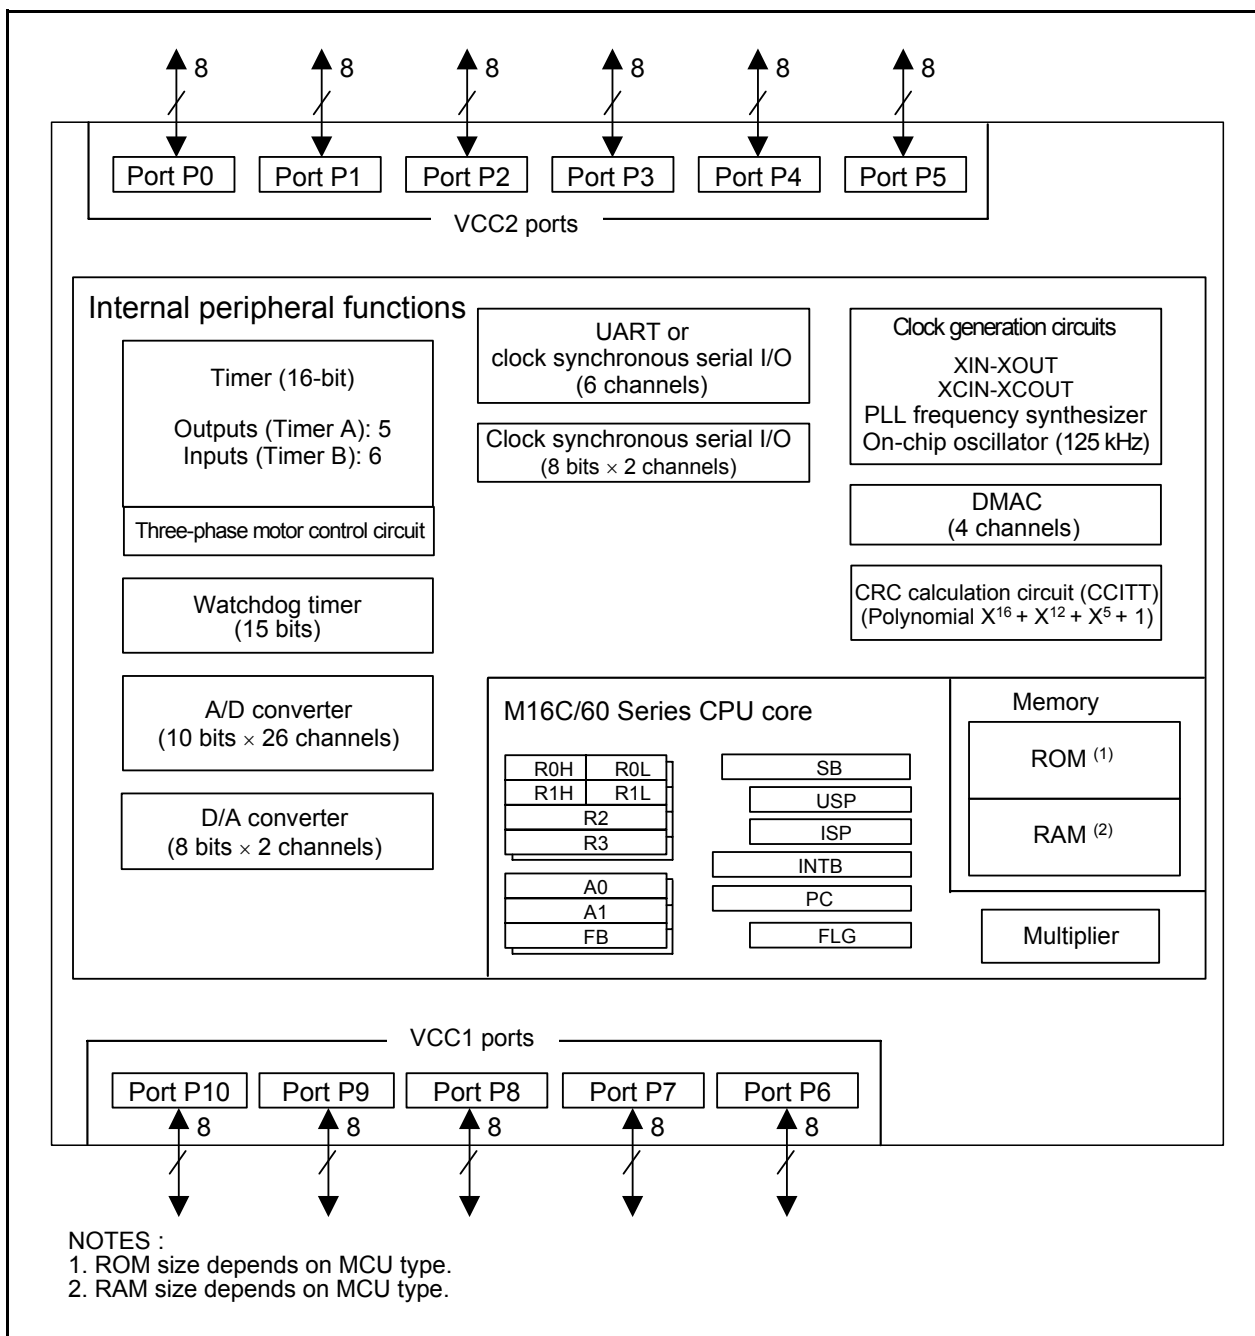 8 8 8 8 8 8
Port P0 Port P1 Port P2 Port P3 Port P4 Port P5
VCC2 ports
Internal peripheral functions
Timer (16-bit)
Outputs (Timer A): 5
Inputs (Timer B): 6
Three-phase motor control circuit
Watchdog timer
(15 bits)
A/D converter
(10 bits × 26 channels)
D/A converter
(8 bits × 2 channels)
UART or
clock synchronous serial I/O
(6 channels)
Clock synchronous serial I/O
(8 bits × 2 channels)
Clock generation circuits
XIN-XOUT
XCIN-XCOUT
PLL frequency synthesizer
On-chip oscillator (125 kHz)
DMAC
(4 channels)
CRC calculation circuit (CCITT)
(Polynomial X¹⁶ + X¹² + X⁵ + 1)
M16C/60 Series CPU core
R0H R0L
R1H R1L
R2
R3
A0
A1
FB
SB
USP
ISP
INTB
PC
FLG
Memory
ROM (1)
RAM (2)
Multiplier
VCC1 ports
Port P10 Port P9 Port P8 Port P7 Port P6
8 8 8 8 8
NOTES :
1. ROM size depends on MCU type.
2. RAM size depends on MCU type.